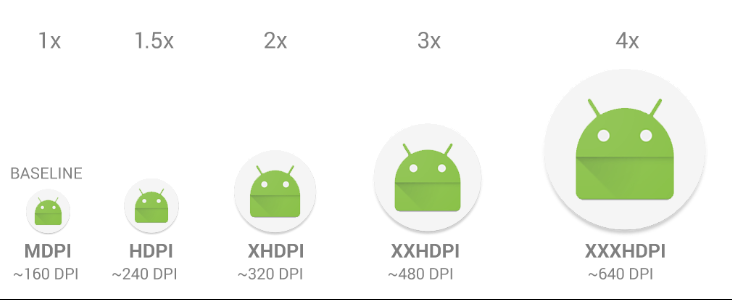 1x 1.5x 2x 3x 4x
BASELINE
MDPI HDPI XHDPI XXHDPI XXXHDPI
~160 DPI ~240 DPI ~320 DPI ~480 DPI ~640 DPI